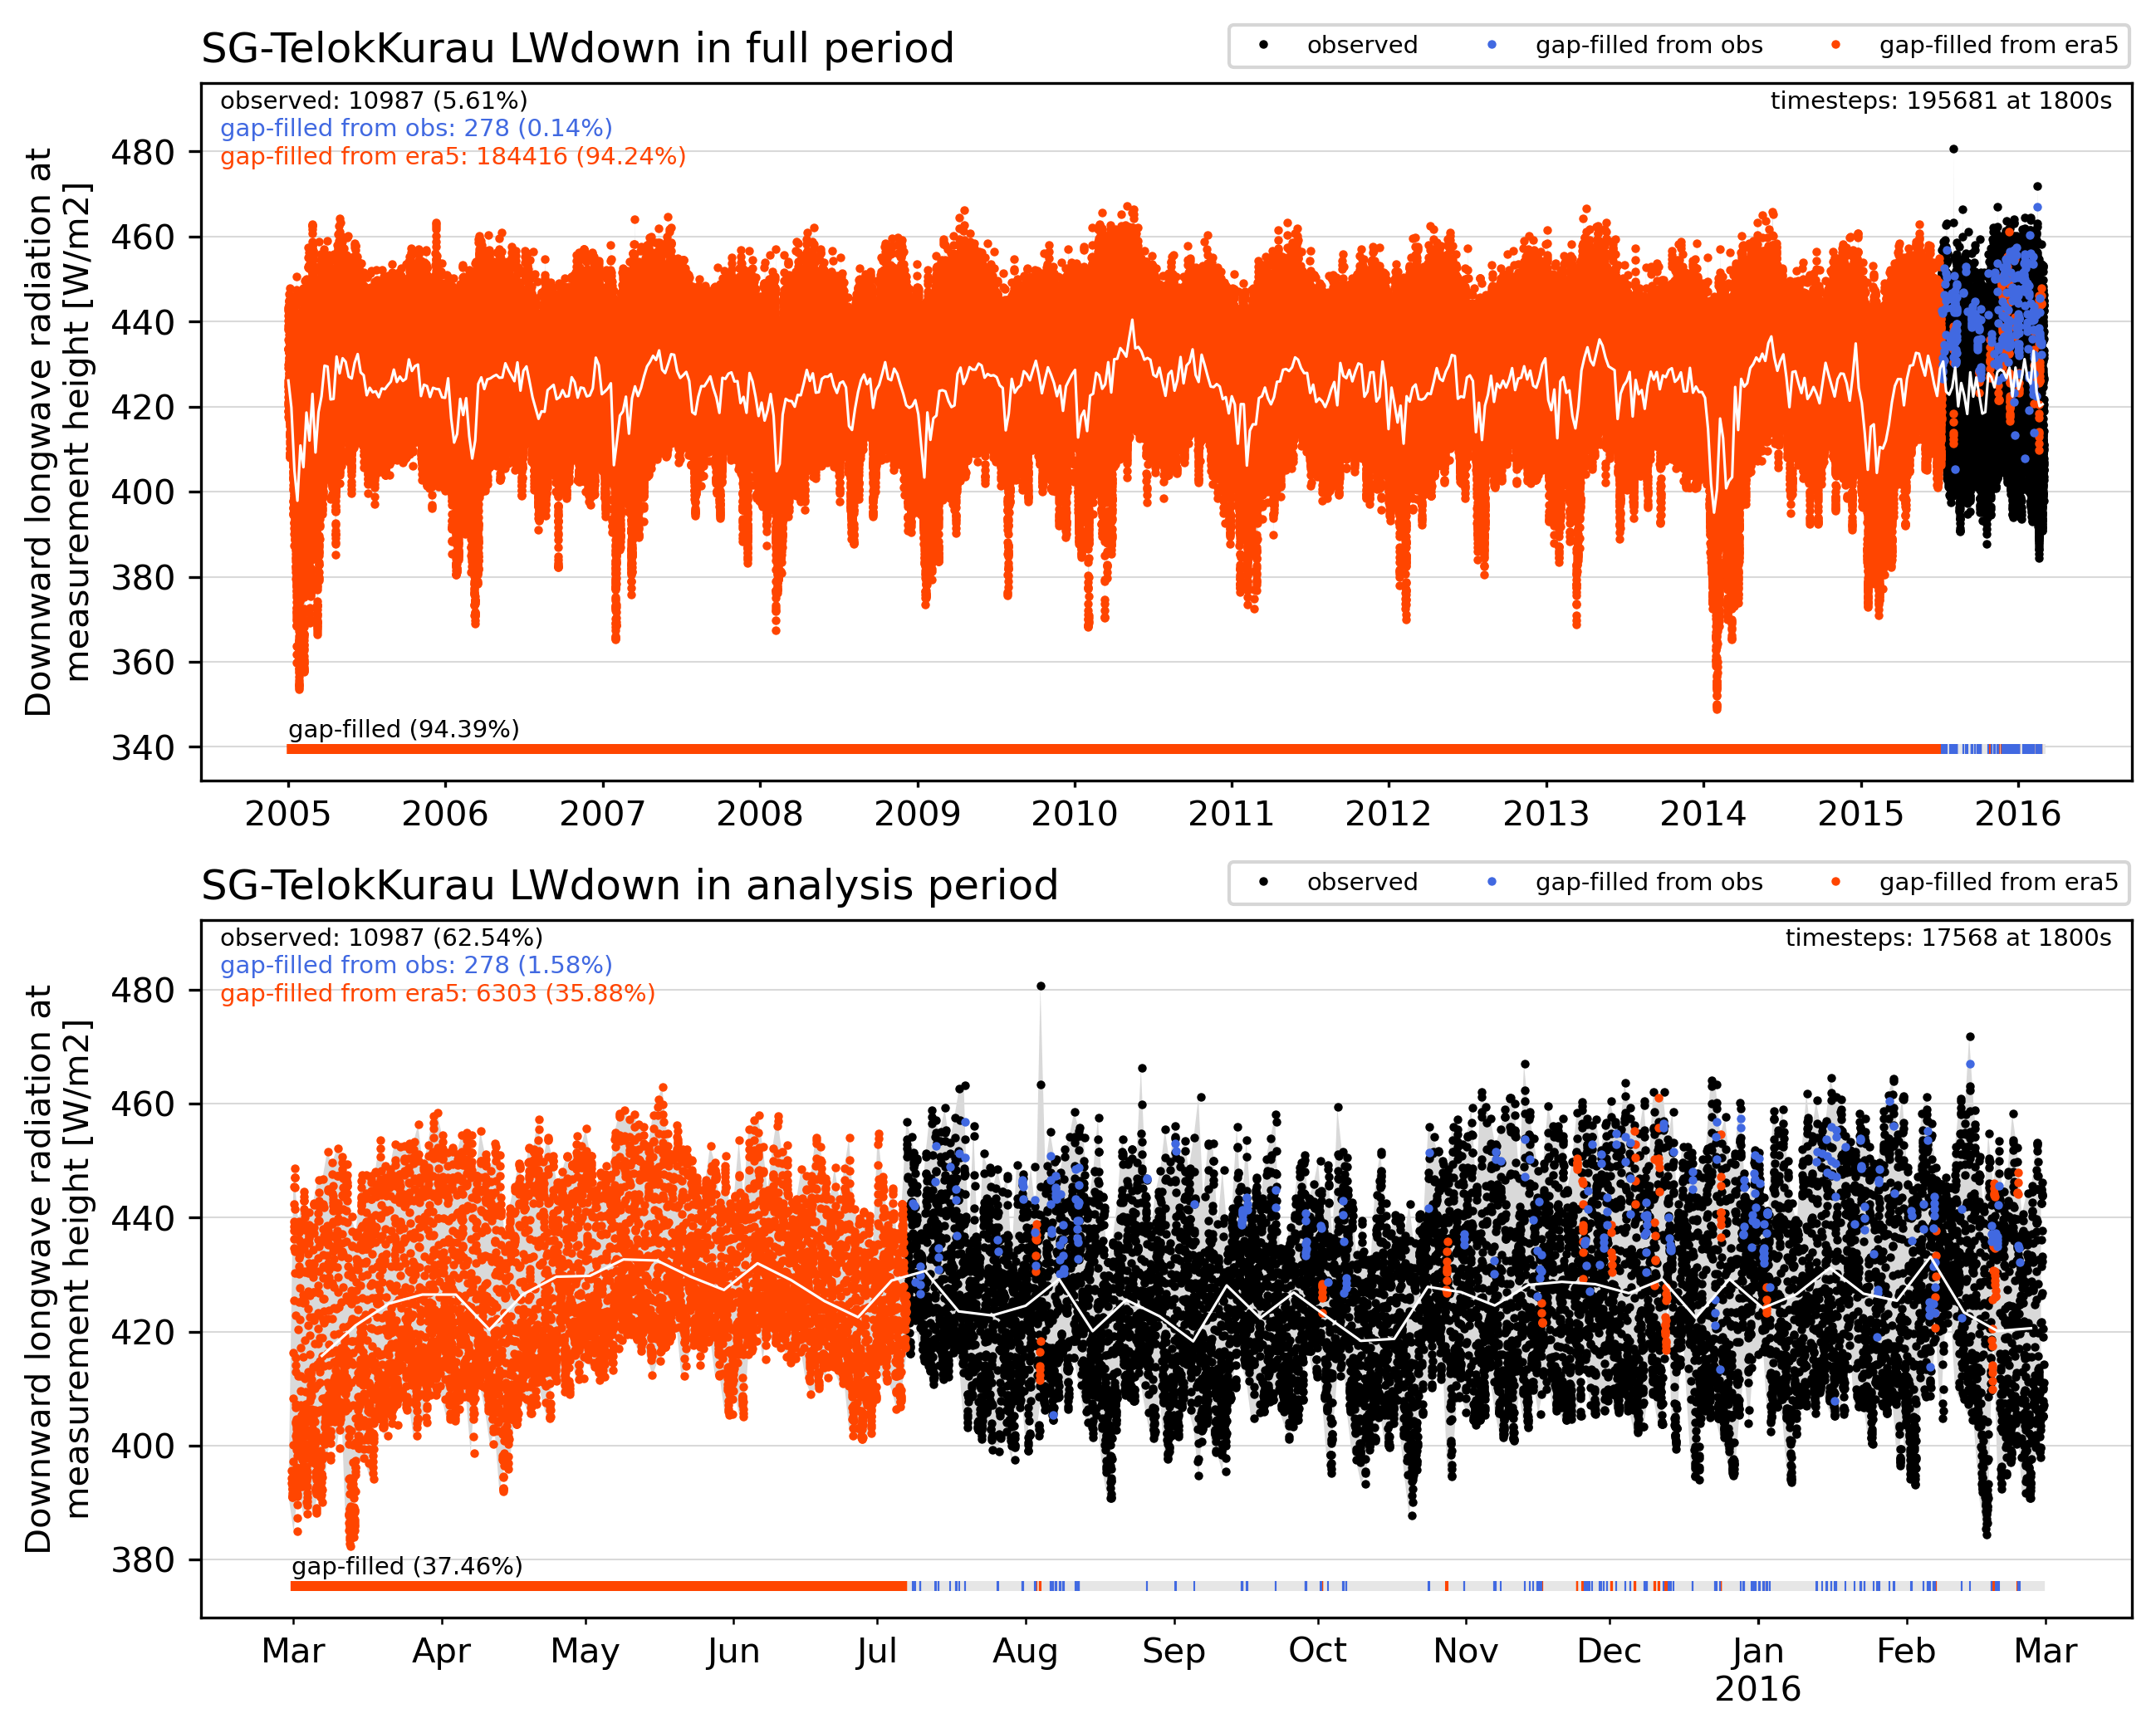 SG-TelokKurau LWdown in full period
observed
gap-filled from obs
gap-filled from era5
observed: 10987 (5.61%)
gap-filled from obs: 278 (0.14%)
gap-filled from era5: 184416 (94.24%)
timesteps: 195681 at 1800s
Downward longwave radiation at
measurement height [W/m2]
480
460
440
420
400
380
360
340
gap-filled (94.39%)
2005 2006 2007 2008 2009 2010 2011 2012 2013 2014 2015 2016
SG-TelokKurau LWdown in analysis period
observed
gap-filled from obs
gap-filled from era5
observed: 10987 (62.54%)
gap-filled from obs: 278 (1.58%)
gap-filled from era5: 6303 (35.88%)
timesteps: 17568 at 1800s
Downward longwave radiation at
measurement height [W/m2]
480
460
440
420
400
380
gap-filled (37.46%)
Mar Apr May Jun Jul Aug Sep Oct Nov Dec Jan Feb Mar
2016